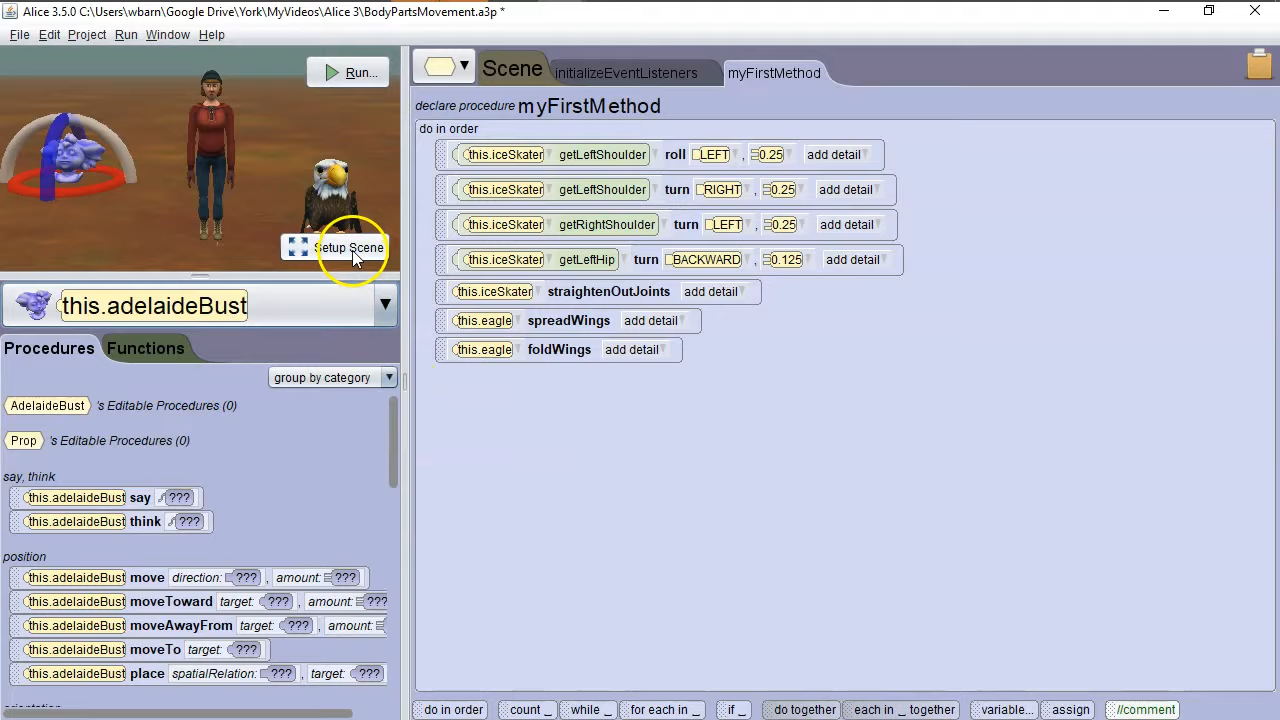 Alice 3.5.0 C:\Users\wbarn\Google Drive\York\MyVideos\Alice 3\BodyPartsMovement.a3p *
File Edit Project Run Window Help
Run...
Setup Scene
this.adelaideBust
Procedures Functions
group by category
AdelaideBust 's Editable Procedures (0)
Prop 's Editable Procedures (0)
say, think
this.adelaideBust say ???
this.adelaideBust think ???
position
this.adelaideBust move direction: ??? , amount: ???
this.adelaideBust moveToward target: ??? , amount: ???
this.adelaideBust moveAwayFrom target: ??? , amount:
this.adelaideBust moveTo target: ???
this.adelaideBust place spatialRelation: ??? , target: ???
orientation
Scene initializeEventListeners myFirstMethod
declare procedure myFirstMethod
do in order
this.iceSkater getLeftShoulder roll LEFT , 0.25 add detail
this.iceSkater getLeftShoulder turn RIGHT , 0.25 add detail
this.iceSkater getRightShoulder turn LEFT , 0.25 add detail
this.iceSkater getLeftHip turn BACKWARD , 0.125 add detail
this.iceSkater straightenOutJoints add detail
this.eagle spreadWings add detail
this.eagle foldWings add detail
do in order count _ while _ for each in _ if _ do together each in _ together variable... assign //comment